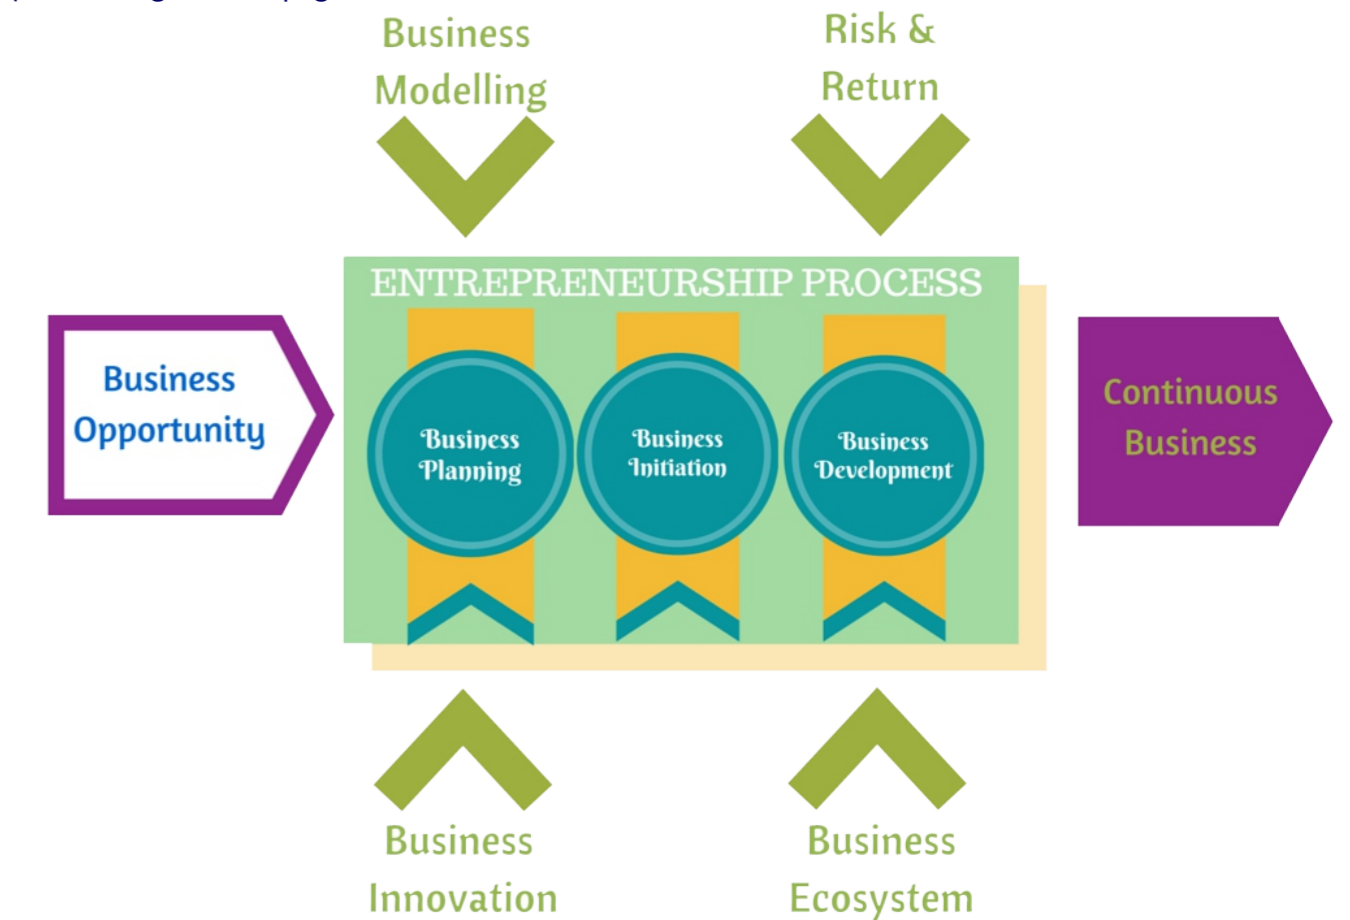 Business
Modelling
Risk &
Return
ENTREPRENEURSHIP PROCESS
Business
Opportunity
Business
Planning
Business
Initiation
Business
Development
Continuous
Business
Business
Innovation
Business
Ecosystem